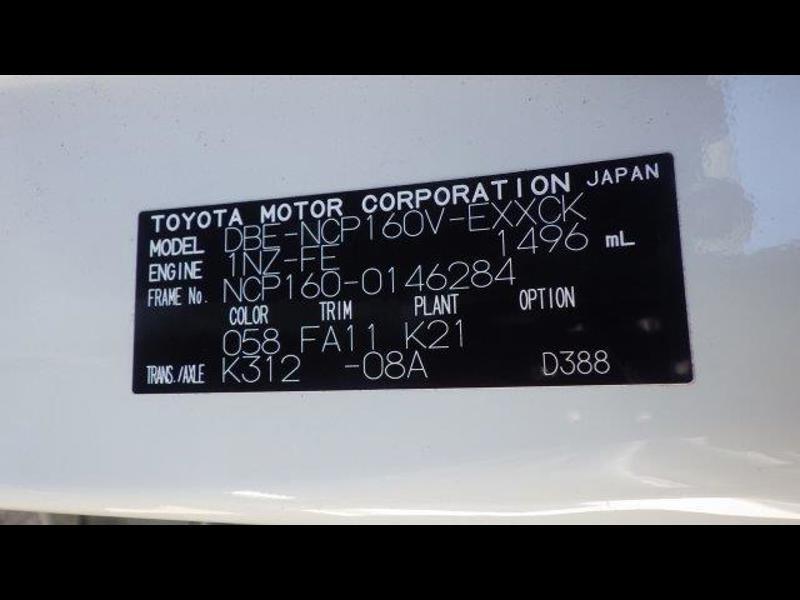 TOYOTA MOTOR CORPORATION JAPAN
MODEL DBE-NCP160V-EXXCK
ENGINE 1NZ-FE 1496 mL
FRAME No. NCP160-0146284
COLOR TRIM PLANT OPTION
058 FA11 K21
TRANS./AXLE K312 -08A D388